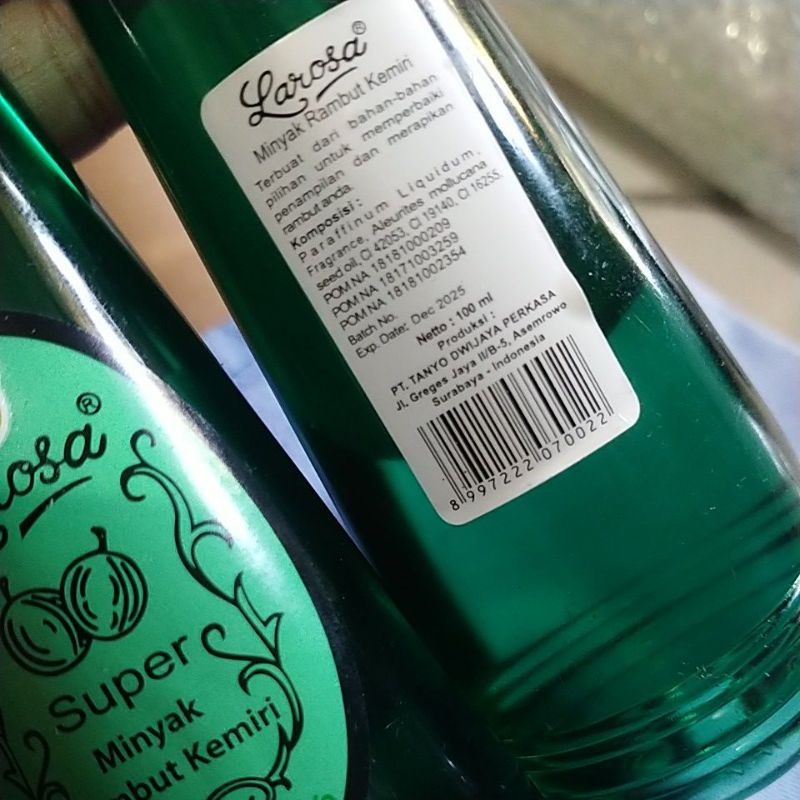 Larosa®
Minyak Rambut Kemiri
Terbuat dari bahan-bahan
pilihan untuk memperbaiki
penampilan dan merapikan
rambut anda.
Komposisi :
Paraffinum Liquidum,
Fragrance, Aleurites mollucana
seed oil, CI 42053, CI 19140, CI 16255.
POM NA 18181000209
POM NA 18171003259
POM NA 18181002354
Batch No.
Exp. Date: Dec 2025
Netto : 100 ml
Produksi :
PT. TANYO DWIJAYA PERKASA
Jl. Greges Jaya II/B-5, Asemrowo
Surabaya - Indonesia
8 997222 070022
osa®
Super
Minyak
mbut Kemiri